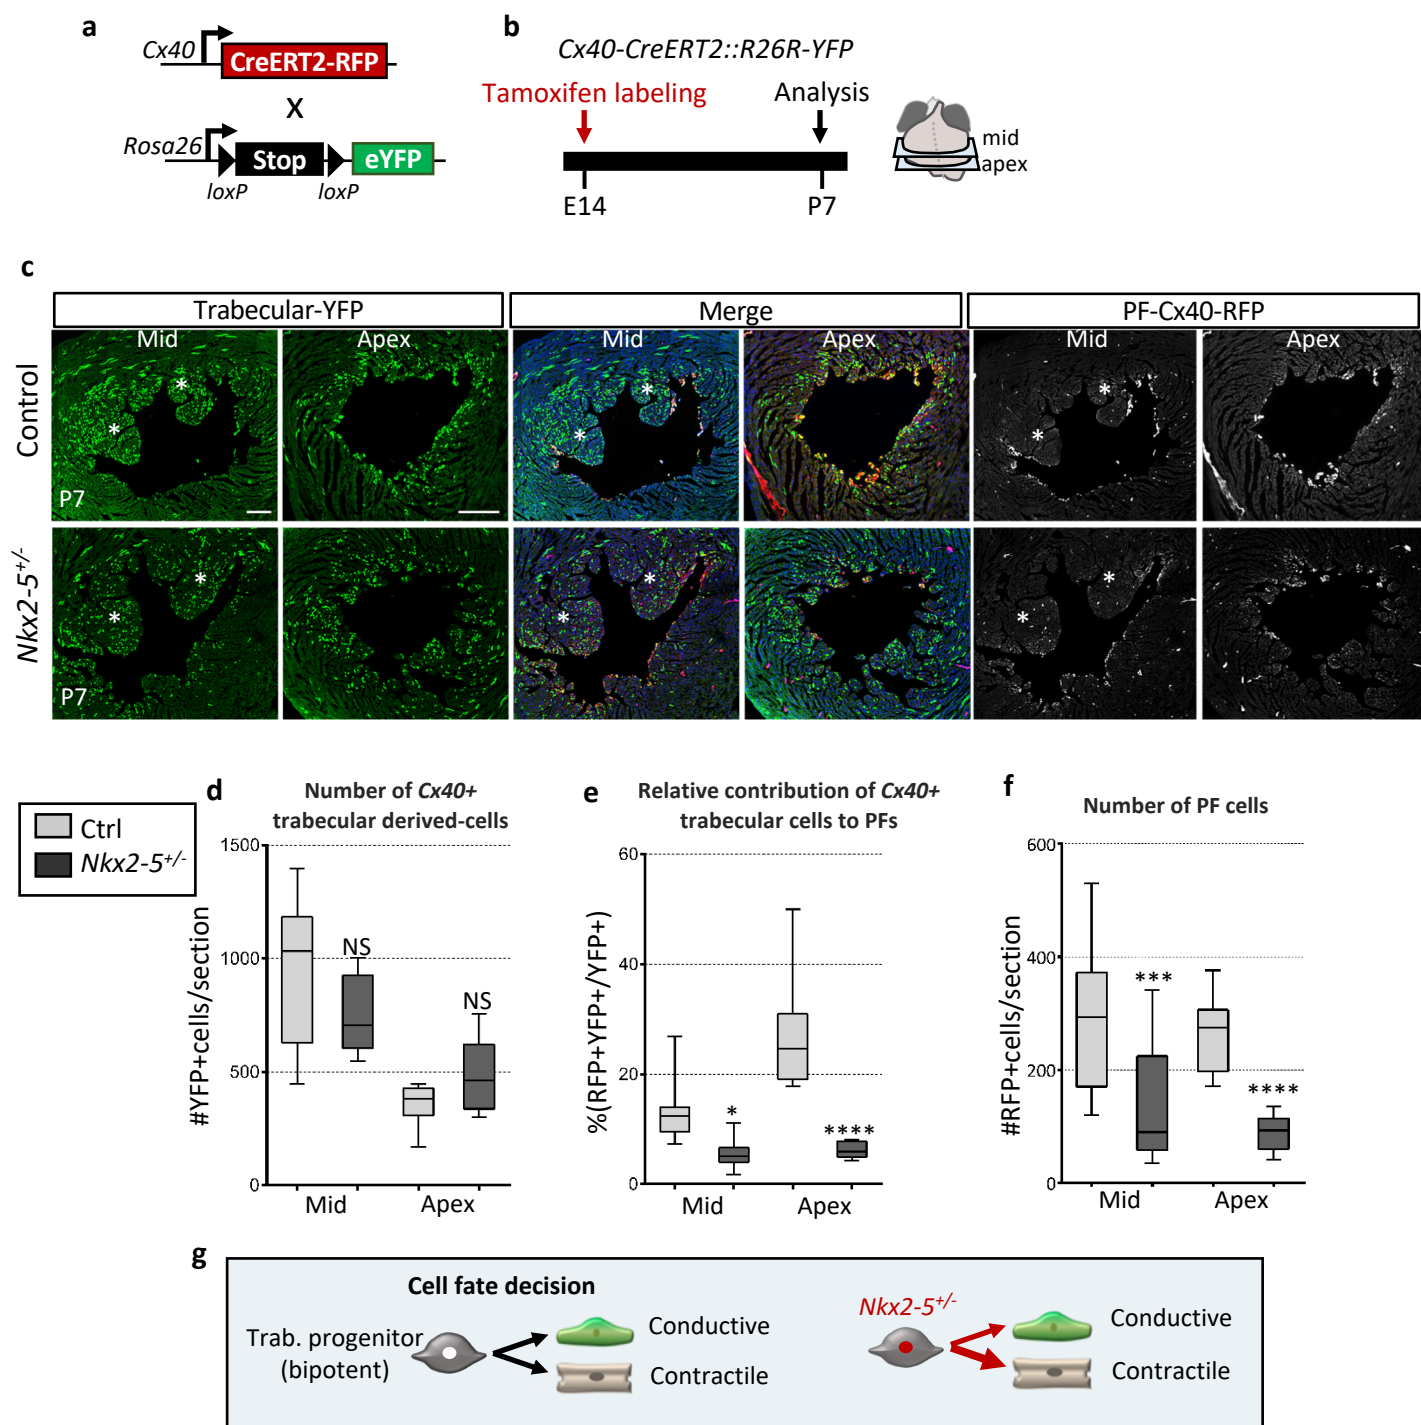 a
Cx40
CreERT2-RFP
X
Rosa26
Stop
eYFP
loxP
loxP
b
Cx40-CreERT2::R26R-YFP
Tamoxifen labeling
Analysis
E14
P7
mid
apex
c
Trabecular-YFP
Merge
PF-Cx40-RFP
Mid
Apex
Mid
Apex
Mid
Apex
Control
*
*
*
*
*
*
P7
Nkx2-5+/-
*
*
*
*
*
*
P7
Ctrl
Nkx2-5+/-
d
Number of Cx40+
trabecular derived-cells
#YFP+cells/section
1500
1000
500
0
NS
NS
Mid
Apex
e
Relative contribution of Cx40+
trabecular cells to PFs
%(RFP+YFP+/YFP+)
60
40
20
0
*
****
Mid
Apex
f
Number of PF cells
#RFP+cells/section
600
400
200
0
***
****
Mid
Apex
g
Cell fate decision
Trab. progenitor
(bipotent)
Conductive
Contractile
Nkx2-5+/-
Conductive
Contractile